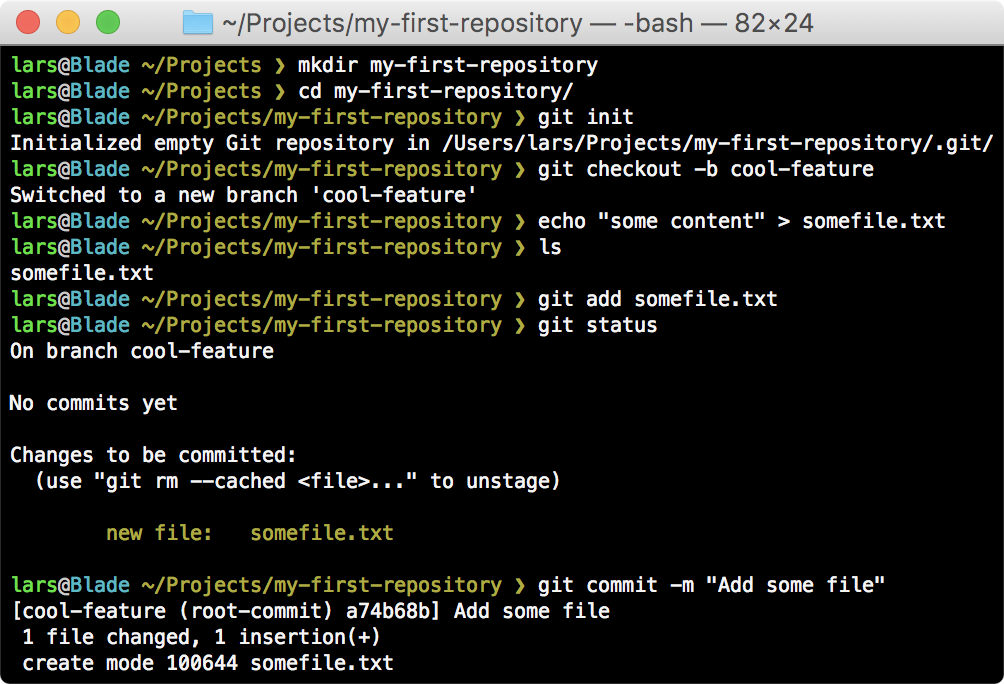 ~/Projects/my-first-repository — -bash — 82×24
lars@Blade ~/Projects ❯ mkdir my-first-repository
lars@Blade ~/Projects ❯ cd my-first-repository/
lars@Blade ~/Projects/my-first-repository ❯ git init
Initialized empty Git repository in /Users/lars/Projects/my-first-repository/.git/
lars@Blade ~/Projects/my-first-repository ❯ git checkout -b cool-feature
Switched to a new branch 'cool-feature'
lars@Blade ~/Projects/my-first-repository ❯ echo "some content" > somefile.txt
lars@Blade ~/Projects/my-first-repository ❯ ls
somefile.txt
lars@Blade ~/Projects/my-first-repository ❯ git add somefile.txt
lars@Blade ~/Projects/my-first-repository ❯ git status
On branch cool-feature
No commits yet
Changes to be committed:
  (use "git rm --cached <file>..." to unstage)
        new file:   somefile.txt
lars@Blade ~/Projects/my-first-repository ❯ git commit -m "Add some file"
[cool-feature (root-commit) a74b68b] Add some file
 1 file changed, 1 insertion(+)
 create mode 100644 somefile.txt